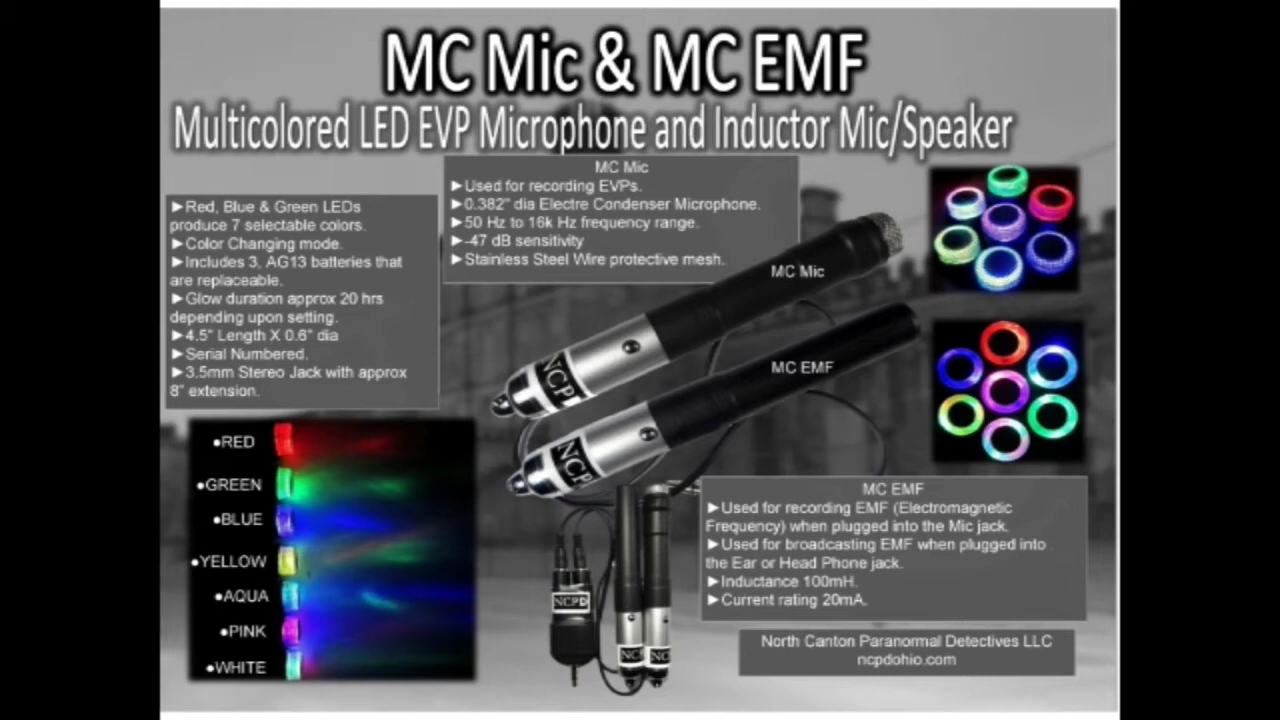 MC Mic & MC EMF
Multicolored LED EVP Microphone and Inductor Mic/Speaker
►Red, Blue & Green LEDs
produce 7 selectable colors.
►Color Changing mode.
►Includes 3, AG13 batteries that
are replaceable.
►Glow duration approx 20 hrs
depending upon setting.
►4.5" Length X 0.6" dia
►Serial Numbered.
►3.5mm Stereo Jack with approx
8" extension.
MC Mic
►Used for recording EVPs.
►0.382" dia Electre Condenser Microphone.
►50 Hz to 16k Hz frequency range.
►-47 dB sensitivity
►Stainless Steel Wire protective mesh.
MC Mic
MC EMF
NCPD
NCPD
●RED
●GREEN
●BLUE
●YELLOW
●AQUA
●PINK
●WHITE
NCPD
NC
NC
MC EMF
►Used for recording EMF (Electromagnetic
Frequency) when plugged into the Mic jack.
►Used for broadcasting EMF when plugged into
the Ear or Head Phone jack.
►Inductance 100mH.
►Current rating 20mA.
North Canton Paranormal Detectives LLC
ncpdohio.com